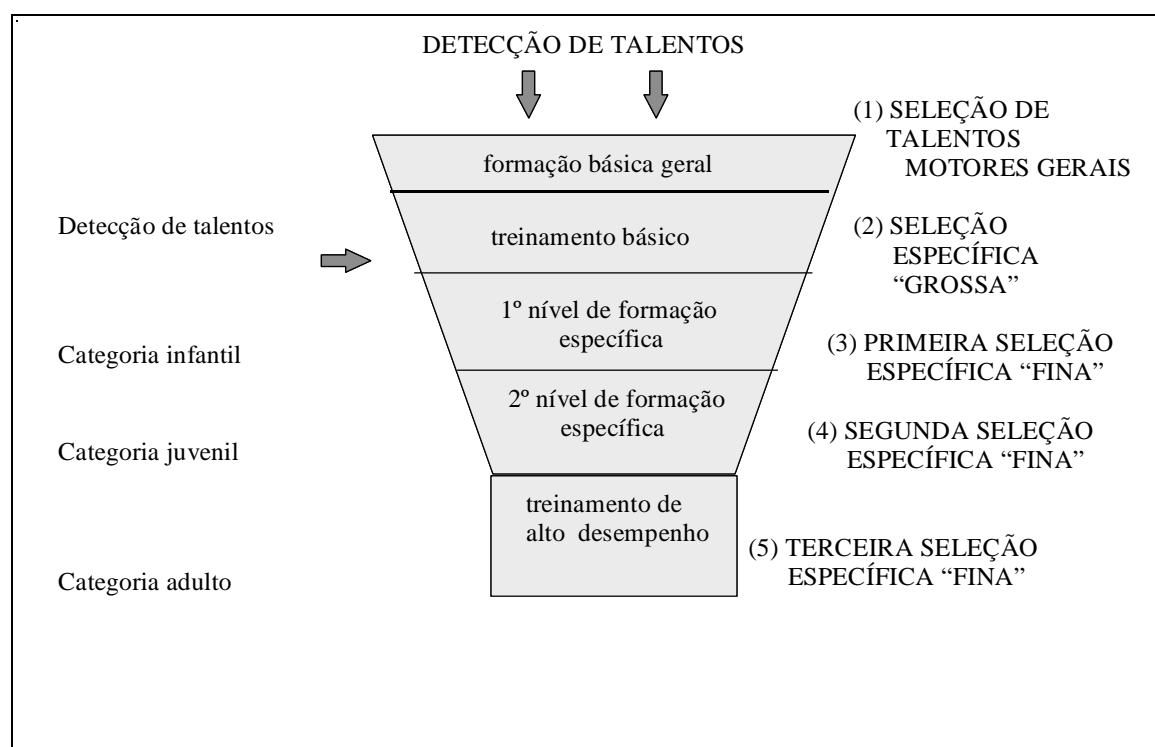 DETECÇÃO DE TALENTOS
(1) SELEÇÃO DE
TALENTOS
MOTORES GERAIS
formação básica geral
Detecção de talentos
treinamento básico
(2) SELEÇÃO
ESPECÍFICA
“GROSSA”
1º nível de formação
específica
Categoria infantil
(3) PRIMEIRA SELEÇÃO
ESPECÍFICA “FINA”
2º nível de formação
específica
Categoria juvenil
(4) SEGUNDA SELEÇÃO
ESPECÍFICA “FINA”
treinamento de
alto desempenho
Categoria adulto
(5) TERCEIRA SELEÇÃO
ESPECÍFICA “FINA”